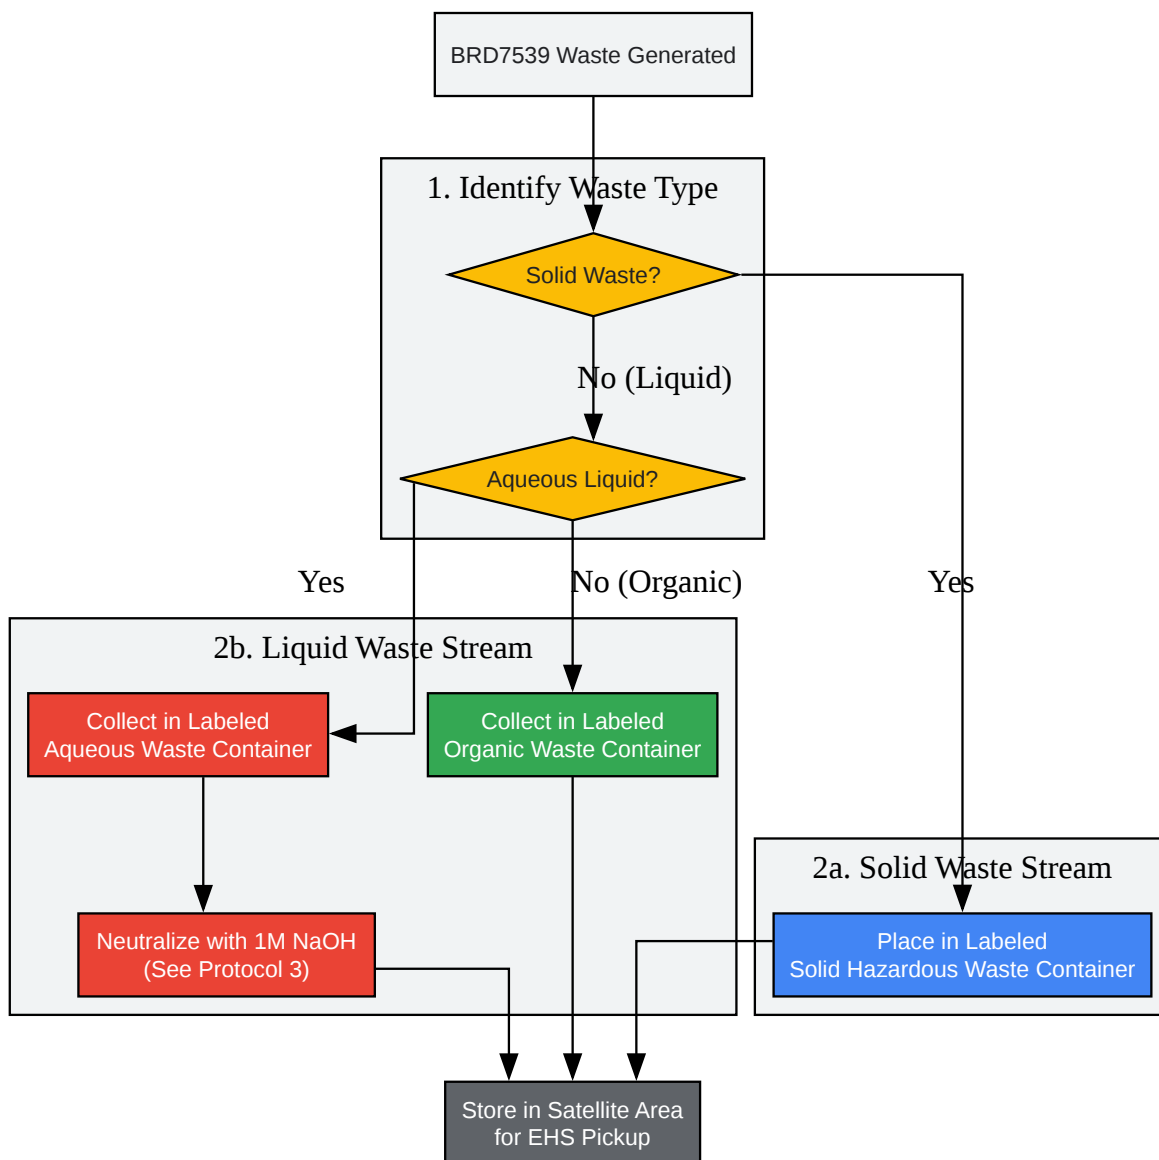 BRD7539 Waste Generated
1. Identify Waste Type
Solid Waste?
No (Liquid)
Aqueous Liquid?
Yes
No (Organic)
Yes
2b. Liquid Waste Stream
Collect in Labeled
Aqueous Waste Container
Collect in Labeled
Organic Waste Container
2a. Solid Waste Stream
Neutralize with 1M NaOH
(See Protocol 3)
Place in Labeled
Solid Hazardous Waste Container
Store in Satellite Area
for EHS Pickup